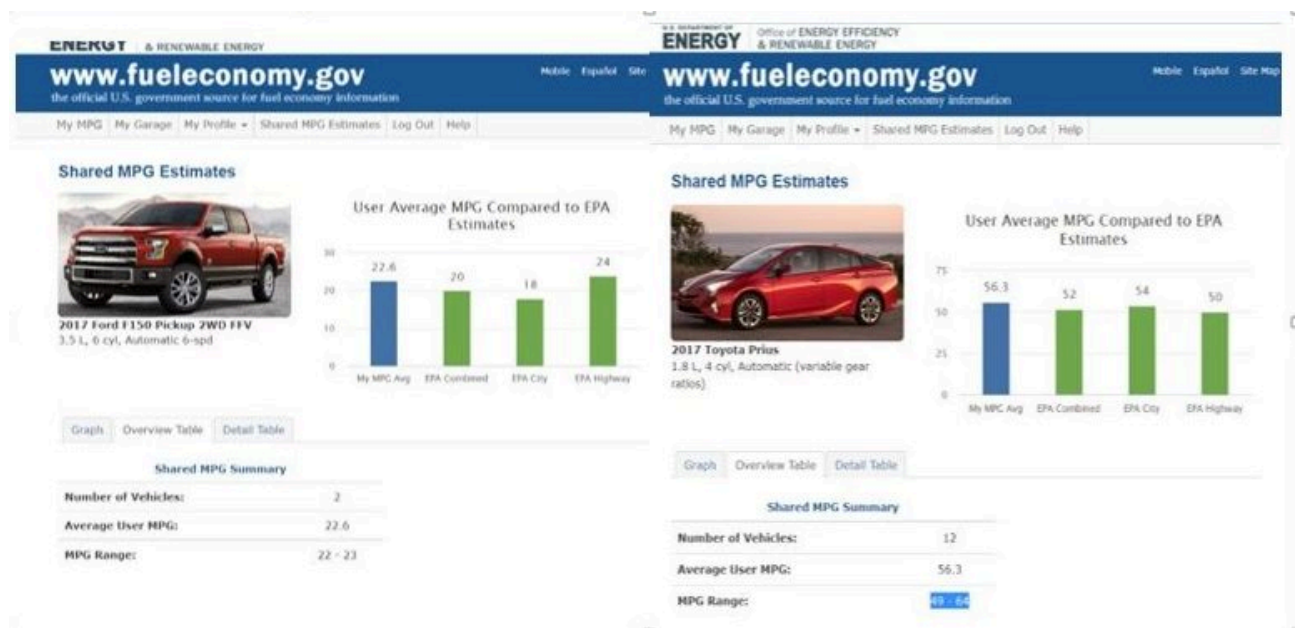 ENERGY & RENEWABLE ENERGY
www.fueleconomy.gov
Mobile Español Site
the official U.S. government source for fuel economy information
My MPG My Garage My Profile Shared MPG Estimates Log Out Help
Shared MPG Estimates
User Average MPG Compared to EPA
Estimates
30
22.6
20
18
24
20
10
0
My MPG Avg EPA Combined EPA City EPA Highway
2017 Ford F150 Pickup 2WD FFV
3.5 L, 6 cyl, Automatic 6-spd
Graph Overview Table Detail Table
Shared MPG Summary
Number of Vehicles: 2
Average User MPG: 22.6
MPG Range: 22 - 23
U.S. DEPARTMENT OF
ENERGY
Office of ENERGY EFFICIENCY
& RENEWABLE ENERGY
www.fueleconomy.gov
Mobile Español Site Map
the official U.S. government source for fuel economy information
My MPG My Garage My Profile Shared MPG Estimates Log Out Help
Shared MPG Estimates
User Average MPG Compared to EPA
Estimates
75
56.3
52
54
50
50
25
0
My MPG Avg EPA Combined EPA City EPA Highway
2017 Toyota Prius
1.8 L, 4 cyl, Automatic (variable gear
ratios)
Graph Overview Table Detail Table
Shared MPG Summary
Number of Vehicles: 12
Average User MPG: 56.3
MPG Range: 49 - 64